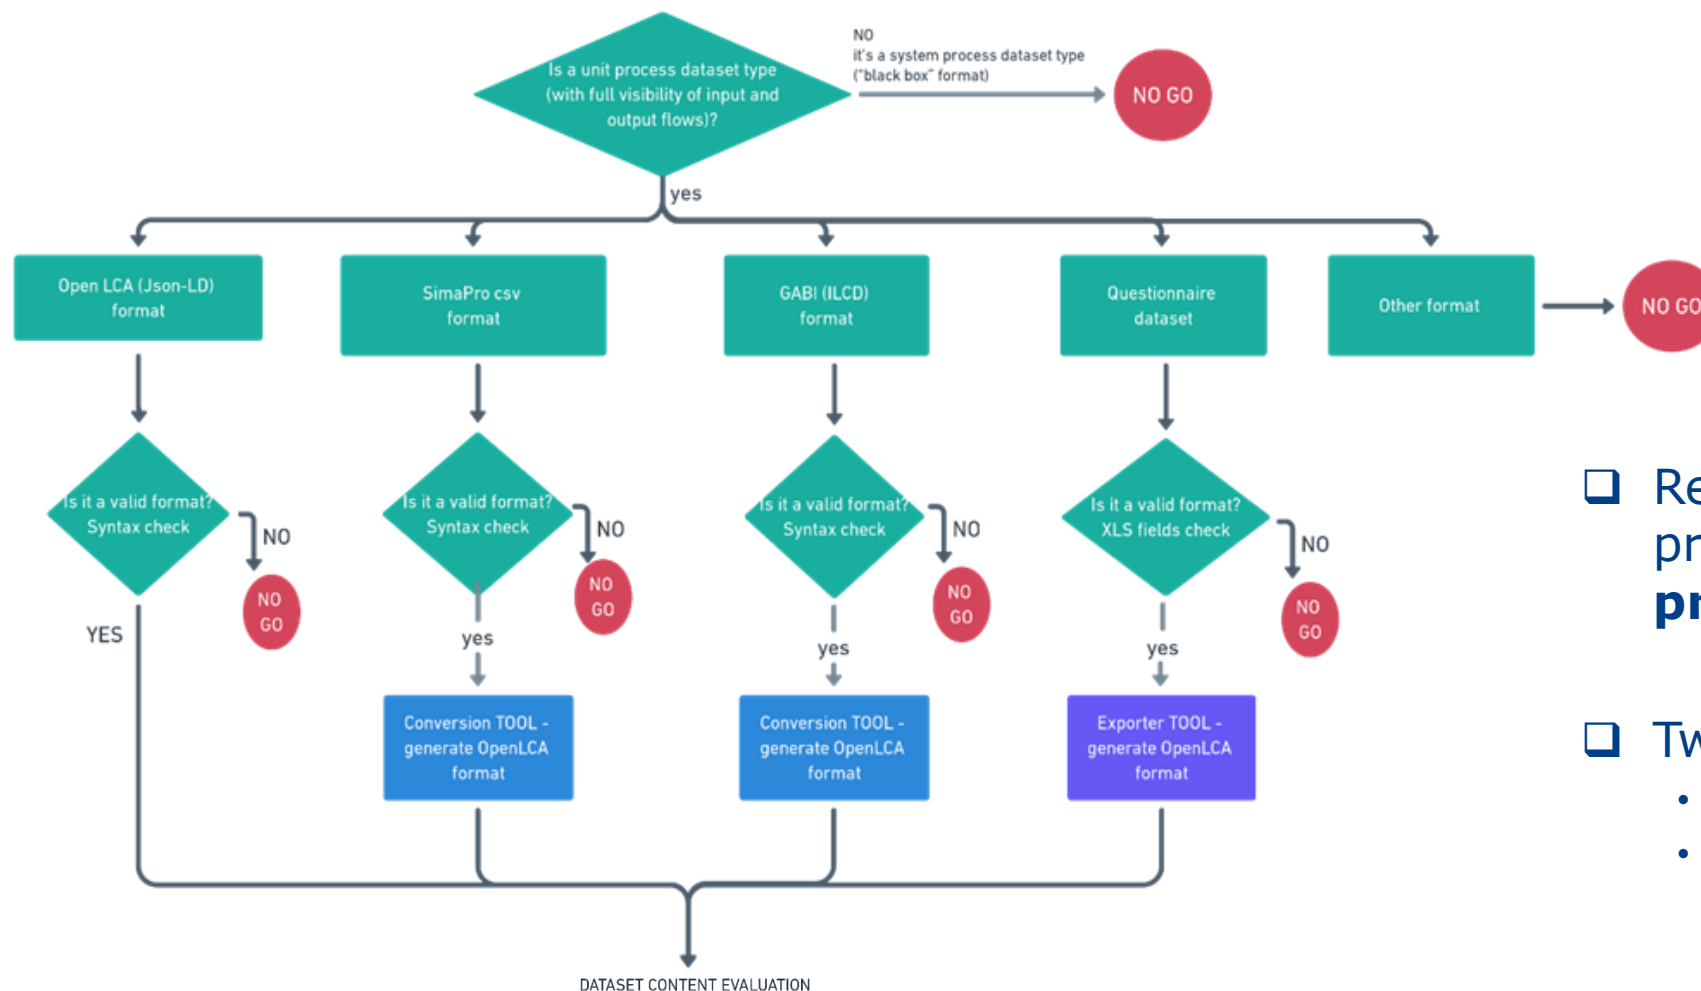 Is a unit process dataset type
(with full visibility of input and
output flows)?
NO
it's a system process dataset type
("black box" format)
NO GO
yes
Open LCA (Json-LD)
format
SimaPro csv
format
GABI (ILCD)
format
Questionnaire
dataset
Other format
NO GO
Is it a valid format?
Syntax check
NO
NO
GO
YES
Is it a valid format?
Syntax check
NO
NO
GO
yes
Is it a valid format?
Syntax check
NO
NO
GO
yes
Is it a valid format?
XLS fields check
NO
NO
GO
yes
Conversion TOOL -
generate OpenLCA
format
Conversion TOOL -
generate OpenLCA
format
Exporter TOOL -
generate OpenLCA
format
DATASET CONTENT EVALUATION